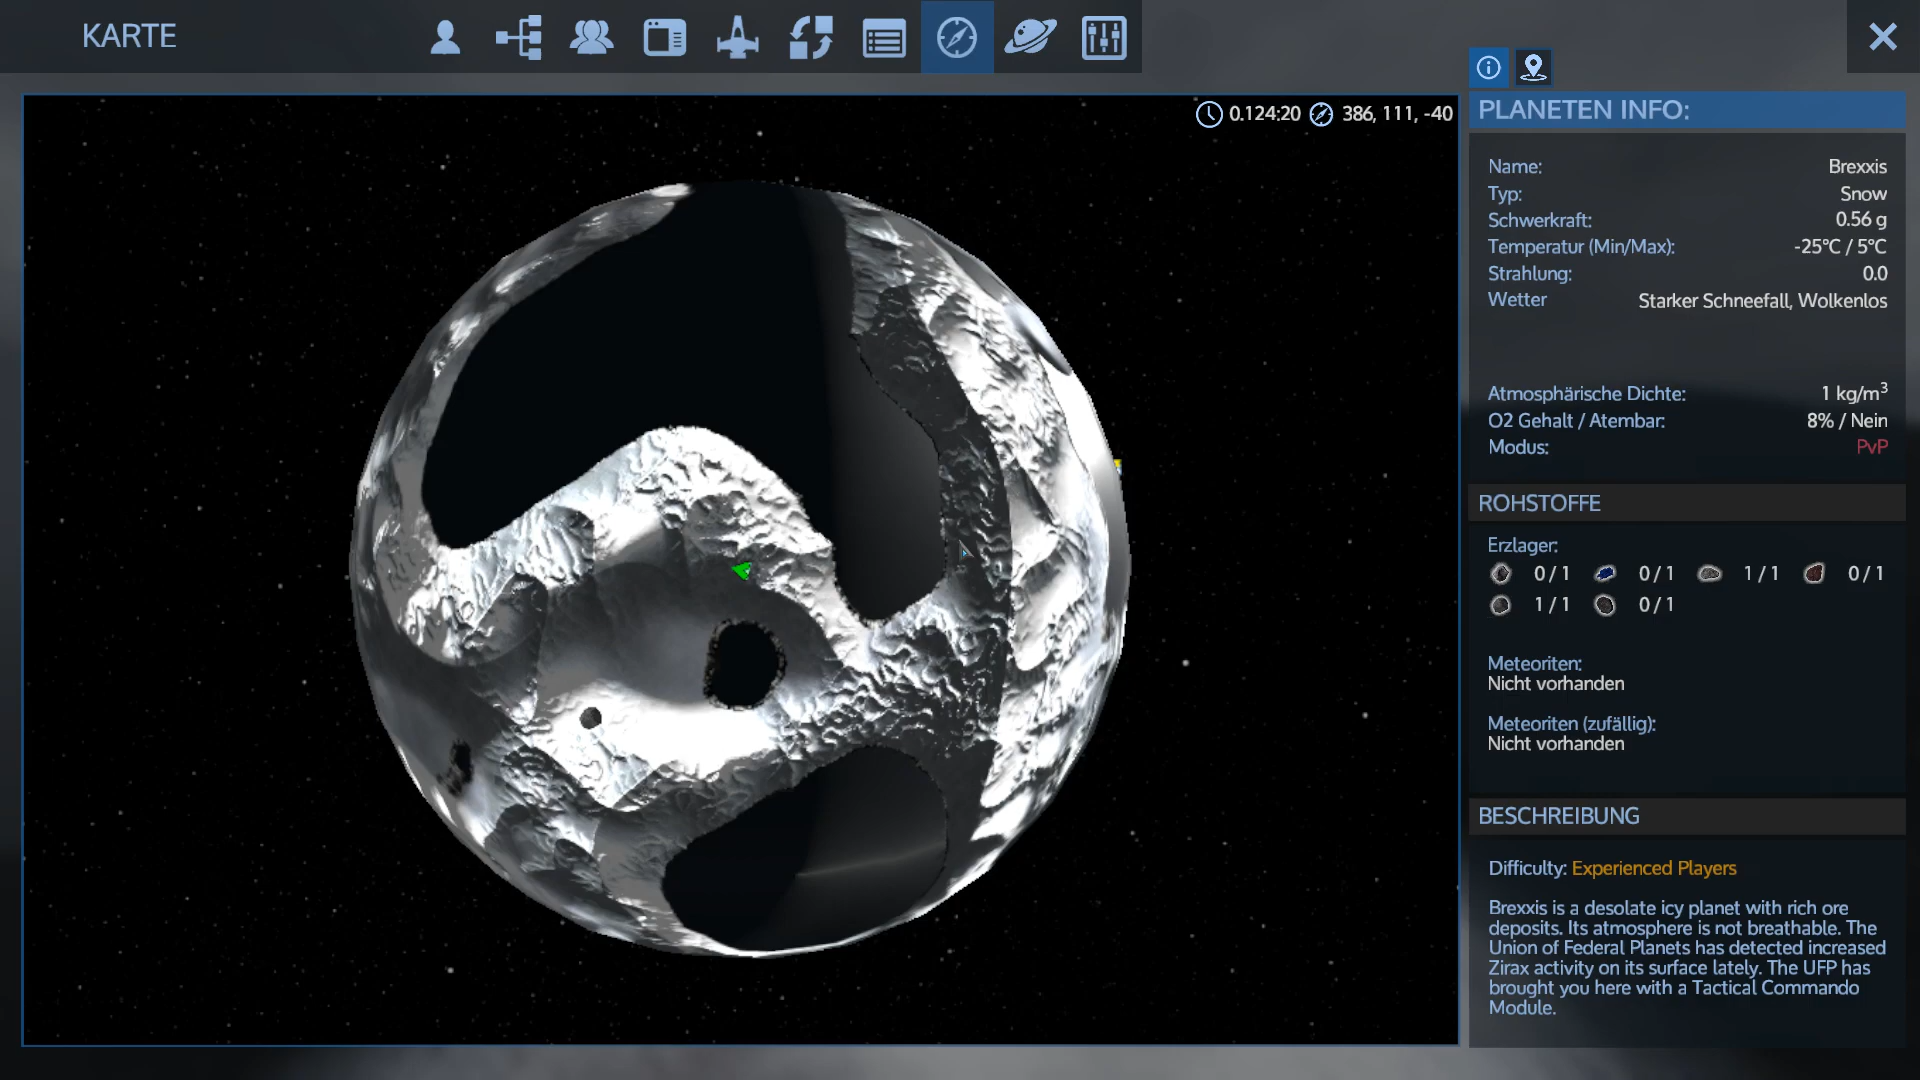 KARTE
0.124:20 386, 111, -40
PLANETEN INFO:
Name: Brexxis
Typ: Snow
Schwerkraft: 0.56 g
Temperatur (Min/Max): -25°C / 5°C
Strahlung: 0.0
Wetter Starker Schneefall, Wolkenlos
Atmosphärische Dichte: 1 kg/m³
O2 Gehalt / Atembar: 8% / Nein
Modus: PvP
ROHSTOFFE
Erzlager:
0 / 1 0 / 1 1 / 1 0 / 1
1 / 1 0 / 1
Meteoriten:
Nicht vorhanden
Meteoriten (zufällig):
Nicht vorhanden
BESCHREIBUNG
Difficulty: Experienced Players
Brexxis is a desolate icy planet with rich ore
deposits. Its atmosphere is not breathable. The
Union of Federal Planets has detected increased
Zirax activity on its surface lately. The UFP has
brought you here with a Tactical Commando
Module.